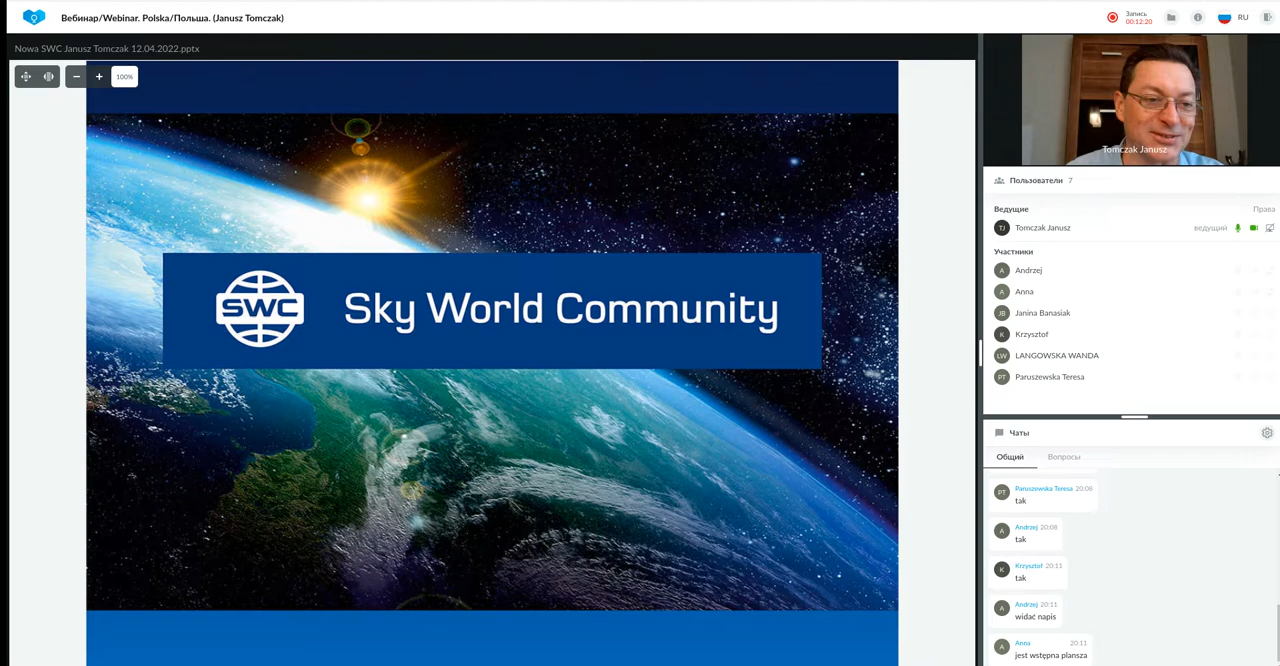 Вебинар/Webinar. Polska/Польша. (Janusz Tomczak)
Запись
00:12:20
RU
Nowa SWC Janusz Tomczak 12.04.2022.pptx
100%
SWC
Sky World Community
Tomczak Janusz
Пользователи 7
Ведущие
Права
TJ Tomczak Janusz ведущий
Участники
A Andrzej
A Anna
JB Janina Banasiak
K Krzysztof
LW LANGOWSKA WANDA
PT Paruszewska Teresa
Чаты
Общий Вопросы
PT Paruszewska Teresa 20:08
tak
A Andrzej 20:08
tak
K Krzysztof 20:11
tak
A Andrzej 20:11
widać napis
A Anna 20:11
jest wstępna plansza